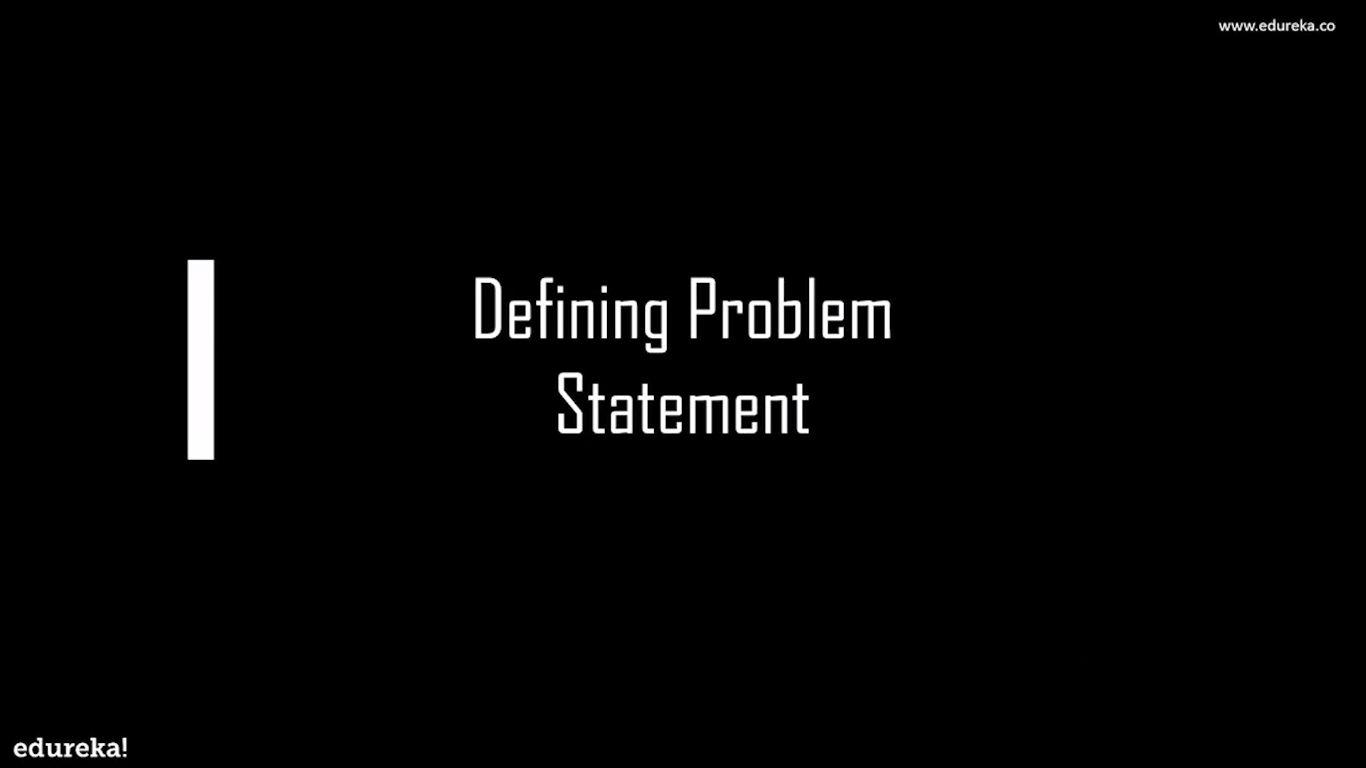 www.edureka.co
Defining Problem
Statement
edureka!